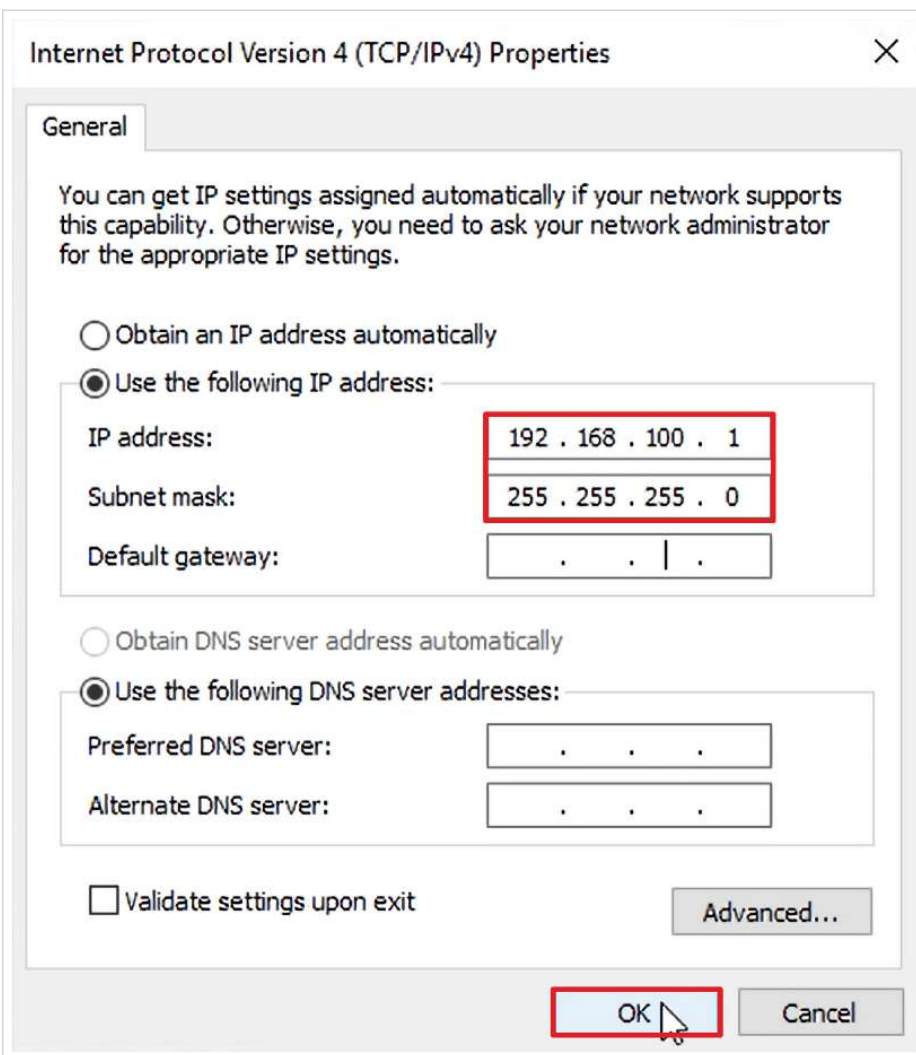 Internet Protocol Version 4 (TCP/IPv4) Properties
General
You can get IP settings assigned automatically if your network supports
this capability. Otherwise, you need to ask your network administrator
for the appropriate IP settings.
Obtain an IP address automatically
Use the following IP address:
IP address: 192 . 168 . 100 . 1
Subnet mask: 255 . 255 . 255 . 0
Default gateway: . . .
Obtain DNS server address automatically
Use the following DNS server addresses:
Preferred DNS server: . . .
Alternate DNS server: . . .
Validate settings upon exit
Advanced...
OK Cancel